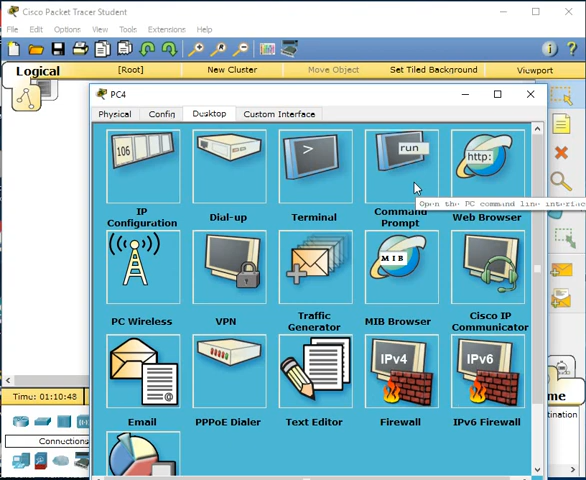 Cisco Packet Tracer Student
File Edit Options View Tools Extensions Help
Logical [Root] New Cluster Move Object Set Tiled Background Viewport
PC4
Physical Config Desktop Custom Interface
106
>
run
http:
IP
Configuration
Dial-up
Terminal
Command
Prompt
Web Browser
Open the PC command line interfac
MIB
PC Wireless
VPN
Traffic
Generator
MIB Browser
Cisco IP
Communicator
IPv4
IPv6
Email
PPPoE Dialer
Text Editor
Firewall
IPv6 Firewall
Time: 01:10:48
me
Connections
tination